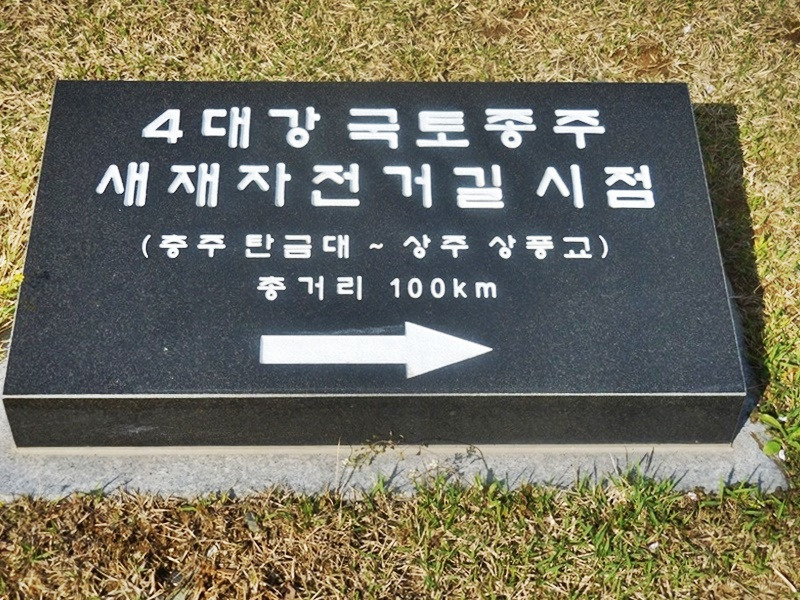 4대강 국토종주
새재자전거길 시점
(충주 탄금대 ~ 상주 상풍교)
총거리 100km